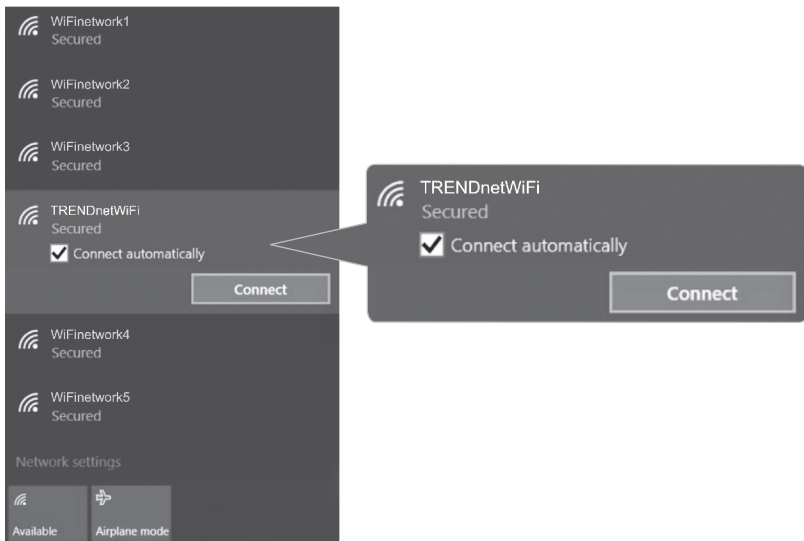 WiFinetwork1
Secured
WiFinetwork2
Secured
WiFinetwork3
Secured
TRENDnetWiFi
Secured
Connect automatically
Connect
WiFinetwork4
Secured
WiFinetwork5
Secured
Network settings
Available
Airplane mode
TRENDnetWiFi
Secured
Connect automatically
Connect